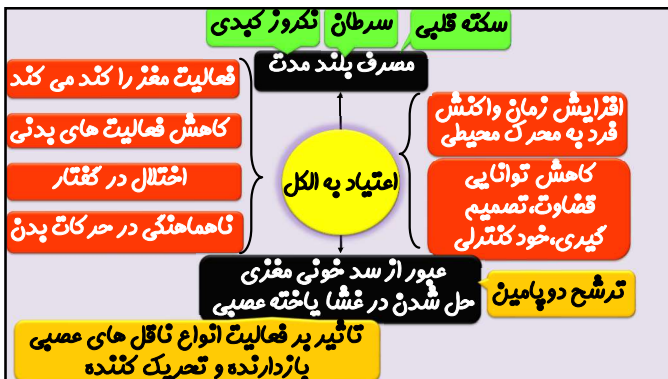 سکته قلبی
سرطان
نکروز کبدی
مصرف بلند مدت
افزایش زمان واکنش
فرد به محرک محیطی
کاهش توانایی
قضاوت،تصمیم
گیری،خودکنترلی
اعتیاد به الکل
فعالیت مغز را کند می کند
کاهش فعالیت های بدنی
اختلال در گفتار
ناهماهنگی در حرکات بدن
عبور از سد خونی مغزی
حل شدن در غشا یاخته عصبی
ترشح دوپامین
تاثیر بر فعالیت انواع ناقل های عصبی
بازدارنده و تحریک کننده